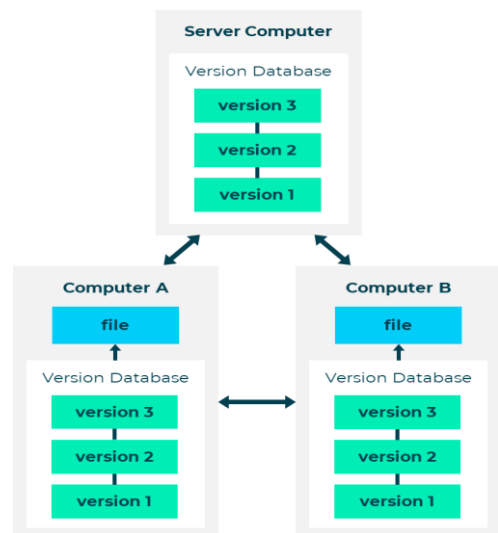 Server Computer
Version Database
version 3
version 2
version 1
Computer A
file
Version Database
version 3
version 2
version 1
Computer B
file
Version Database
version 3
version 2
version 1